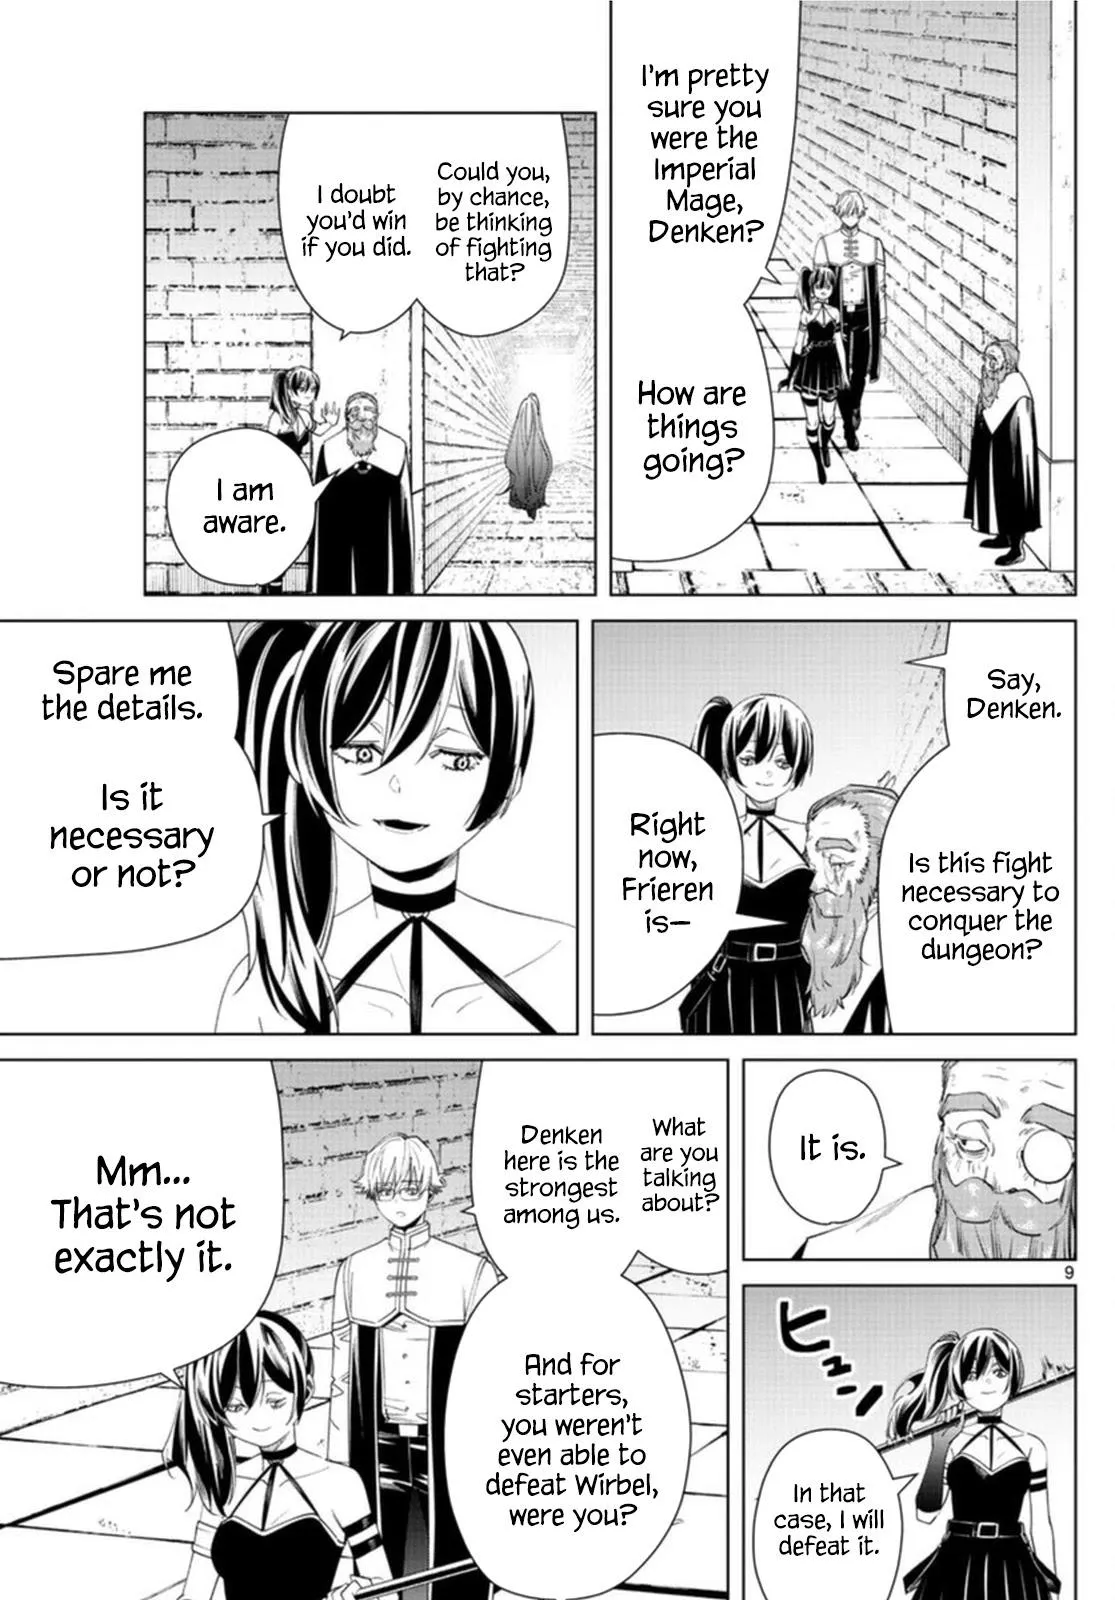 I'm pretty
sure you
were the
Imperial
Mage,
Denken?
How are
things
going?
Could you,
by chance,
be thinking
of fighting
that?
I doubt
you'd win
if you did.
I am
aware.
Say,
Denken.
Is this fight
necessary to
conquer the
dungeon?
Right
now,
Frieren
is—
Spare me
the details.
Is it
necessary
or not?
It is.
9
ヒュン
In that
case, I will
defeat it.
What
are you
talking
about?
Denken
here is the
strongest
among us.
And for
starters,
you weren't
even able to
defeat Wirbel,
were you?
Mm...
That's not
exactly it.